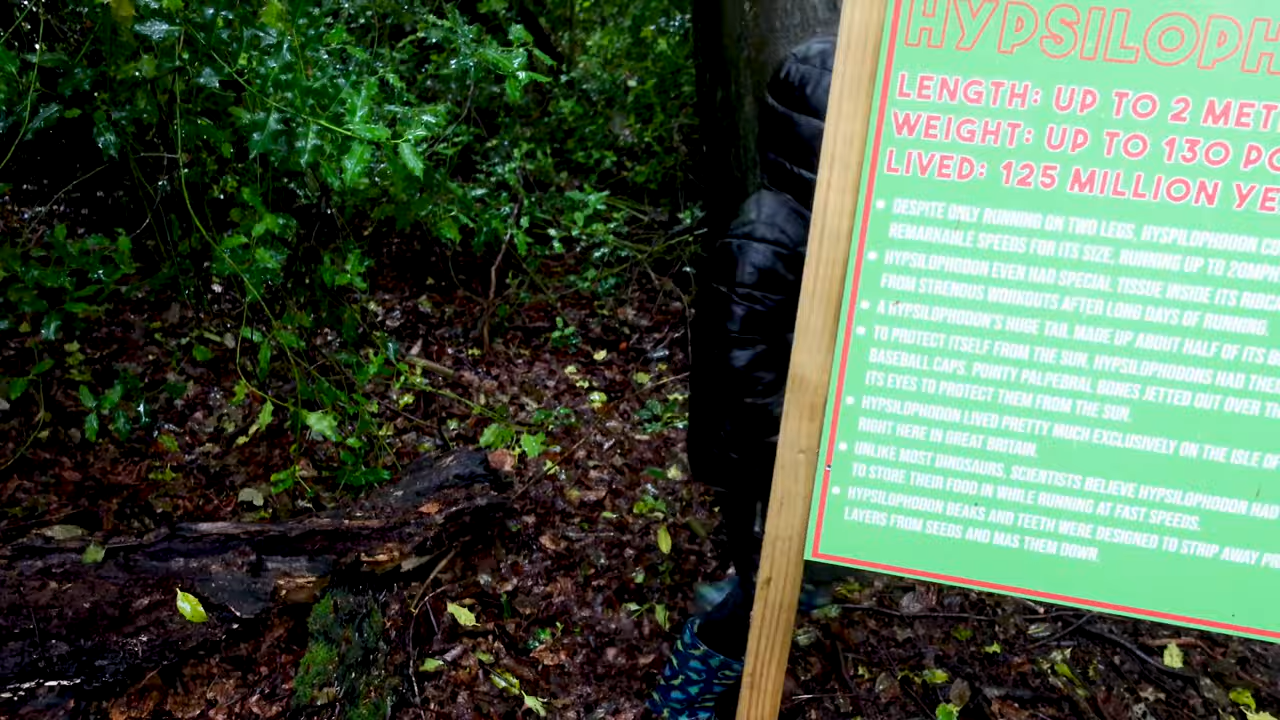 HYPSILOPH
LENGTH: UP TO 2 MET
WEIGHT: UP TO 130 PO
LIVED: 125 MILLION YE
• DESPITE ONLY RUNNING ON TWO LEGS, HYSPILOPHODON CO
REMARKABLE SPEEDS FOR ITS SIZE, RUNNING UP TO 20MPH
• HYPSILOPHODON EVEN HAD SPECIAL TISSUE INSIDE ITS RIBCA
FROM STRENOUS WORKOUTS AFTER LONG DAYS OF RUNNING.
• A HYPSILOPHODON'S HUGE TAIL MADE UP ABOUT HALF OF ITS B
• TO PROTECT ITSELF FROM THE SUN, HYPSILOPHODONS HAD THE
BASEBALL CAPS. POINTY PALPEBRAL BONES JETTED OUT OVER T
ITS EYES TO PROTECT THEM FROM THE SUN.
• HYPSILOPHODON LIVED PRETTY MUCH EXCLUSIVELY ON THE ISLE OF
RIGHT HERE IN GREAT BRITAIN.
• UNLIKE MOST DINOSAURS, SCIENTISTS BELIEVE HYPSILOPHODON HAD
TO STORE THEIR FOOD IN WHILE RUNNING AT FAST SPEEDS.
• HYPSILOPHODON BEAKS AND TEETH WERE DESIGNED TO STRIP AWAY PR
LAYERS FROM SEEDS AND MAS THEM DOWN.